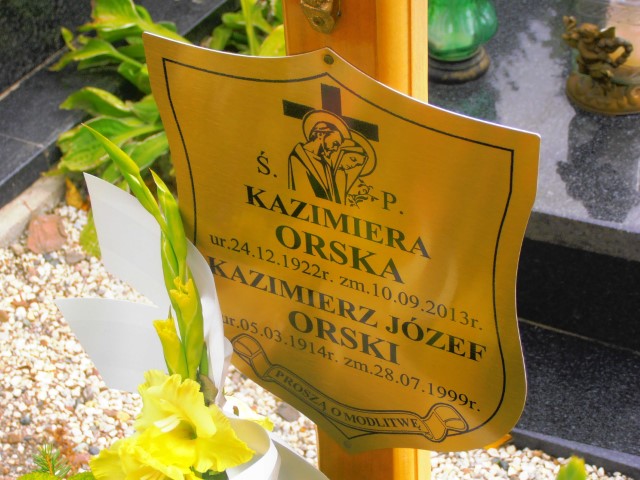 Ś. P.
KAZIMIERA
ORSKA
ur.24.12.1922r. zm.10.09.2013r.
KAZIMIERZ JÓZEF
ORSKI
ur.05.03.1914r. zm.28.07.1999r.
PROSZĄ O MODLITWĘ